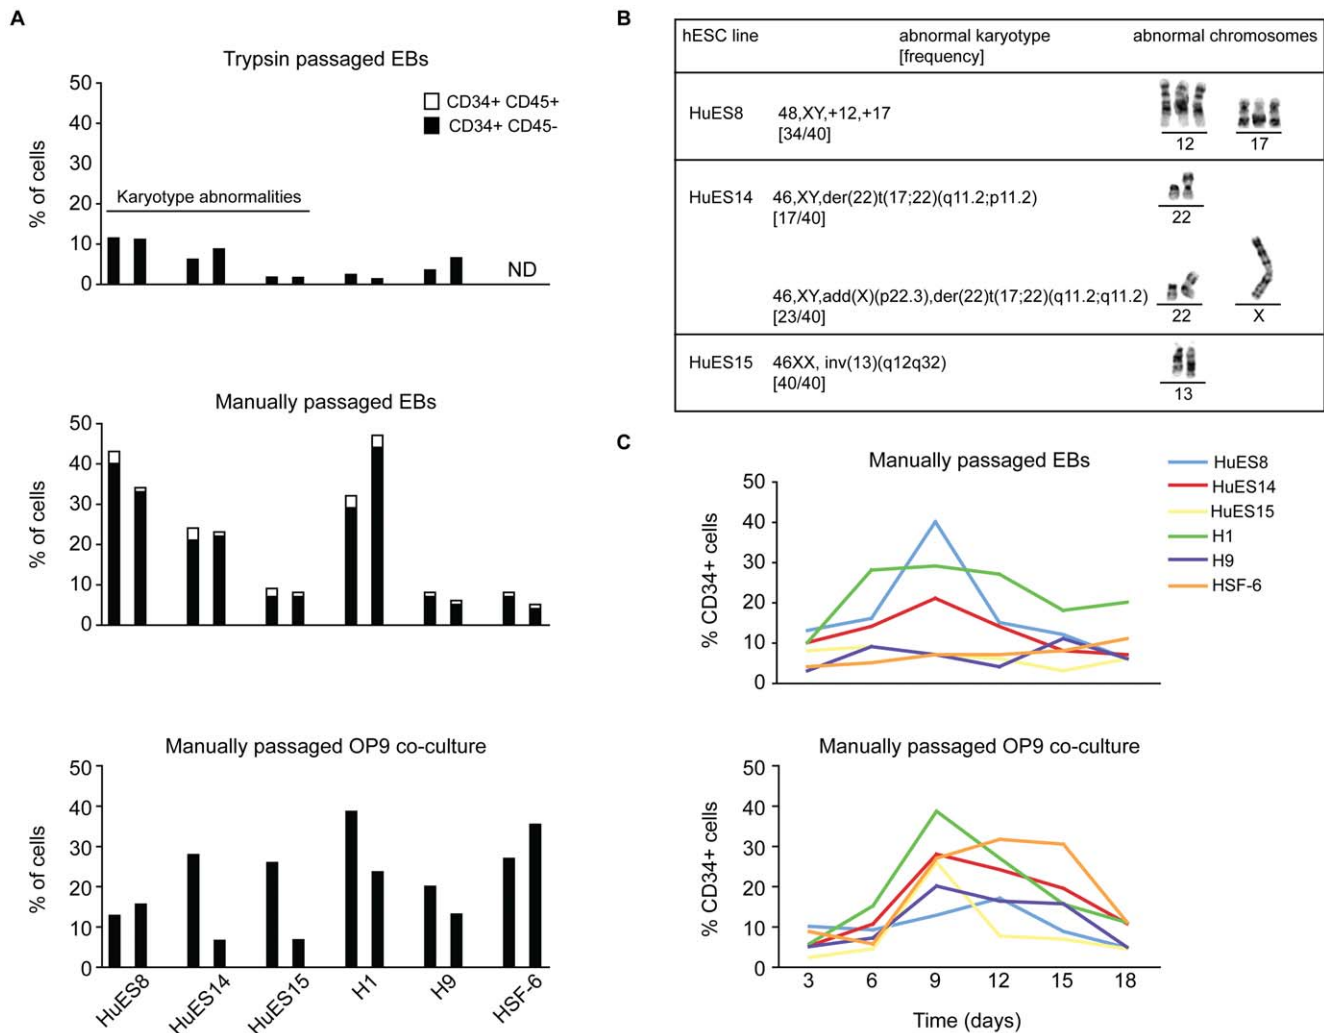 A
Trypsin passaged EBs
50
40
30
20
10
0
% of cells
CD34+ CD45+
CD34+ CD45-
Karyotype abnormalities
ND
Manually passaged EBs
50
40
30
20
10
0
% of cells
Manually passaged OP9 co-culture
50
40
30
20
10
0
% of cells
HuES8
HuES14
HuES15
H1
H9
HSF-6
B
hESC line abnormal karyotype abnormal chromosomes
[frequency]
HuES8 48,XY,+12,+17
[34/40]
12 17
HuES14 46,XY,der(22)t(17;22)(q11.2;p11.2)
[17/40]
22
46,XY,add(X)(p22.3),der(22)t(17;22)(q11.2;q11.2)
[23/40]
22 X
HuES15 46XX, inv(13)(q12q32)
[40/40]
13
C
Manually passaged EBs
50
40
30
20
10
0
% CD34+ cells
HuES8
HuES14
HuES15
H1
H9
HSF-6
Manually passaged OP9 co-culture
50
40
30
20
10
0
% CD34+ cells
3 6 9 12 15 18
Time (days)